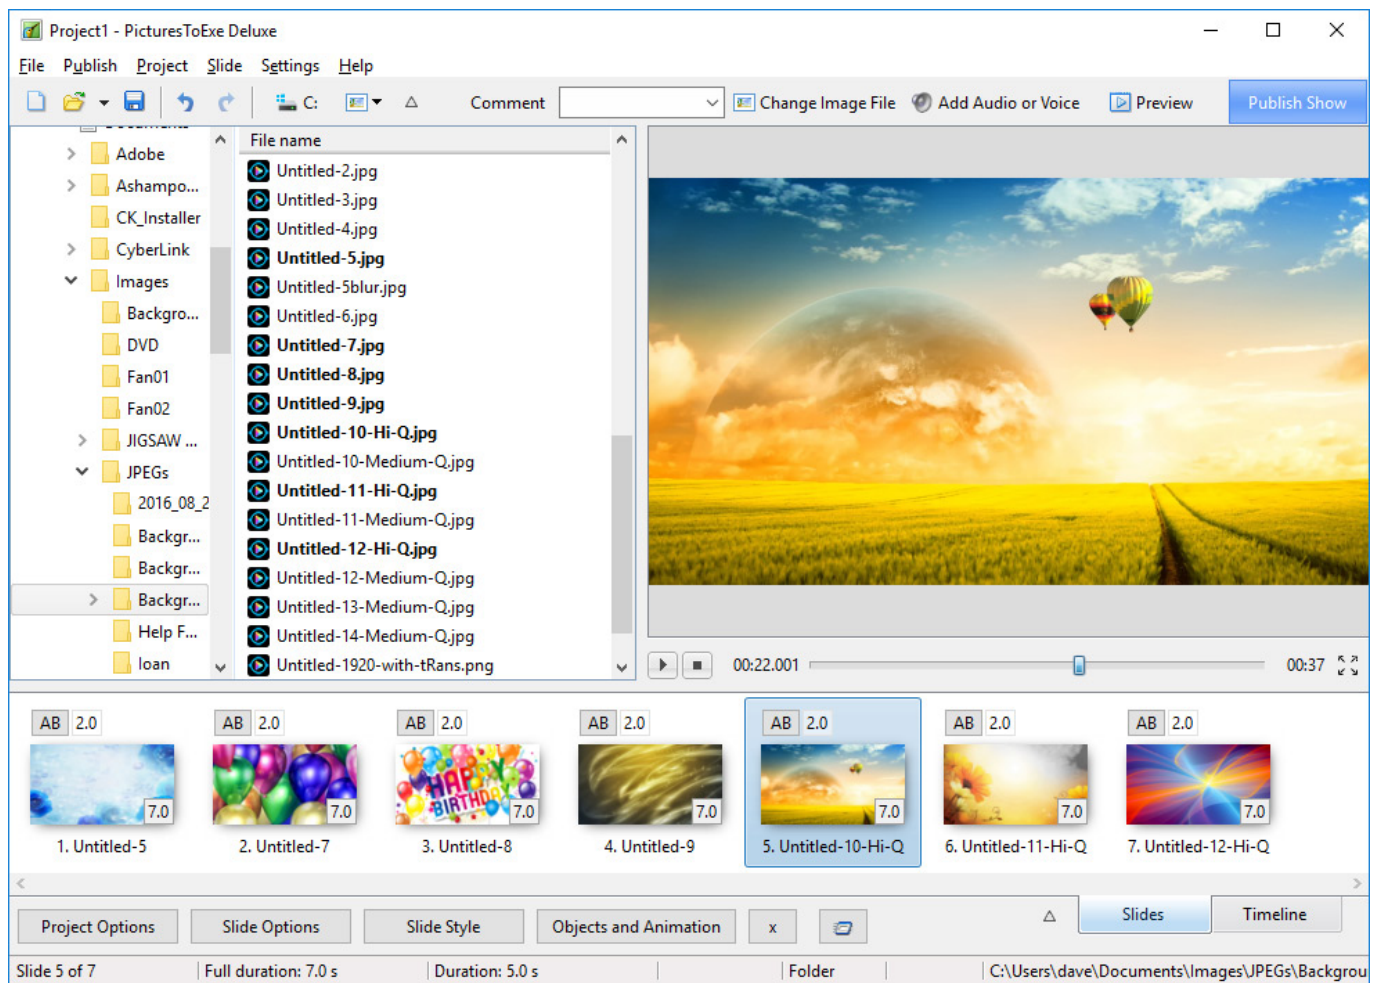 Project1 - PicturesToExe Deluxe
File Publish Project Slide Settings Help
C: Comment Change Image File Add Audio or Voice Preview Publish Show
Adobe
Ashampo...
CK_Installer
CyberLink
Images
Backgro...
DVD
Fan01
Fan02
JIGSAW ...
JPEGs
2016_08_2
Backgr...
Backgr...
Backgr...
Help F...
File name
Untitled-2.jpg
Untitled-3.jpg
Untitled-4.jpg
Untitled-5.jpg
Untitled-5blur.jpg
Untitled-6.jpg
Untitled-7.jpg
Untitled-8.jpg
Untitled-9.jpg
Untitled-10-Hi-Q.jpg
Untitled-10-Medium-Q.jpg
Untitled-11-Hi-Q.jpg
Untitled-11-Medium-Q.jpg
Untitled-12-Hi-Q.jpg
Untitled-12-Medium-Q.jpg
Untitled-13-Medium-Q.jpg
Untitled-14-Medium-Q.jpg
Untitled-1920-with-tRans.png
00:22.001 00:37
AB 2.0 AB 2.0 AB 2.0 AB 2.0 AB 2.0 AB 2.0 AB 2.0
HAPPY
BIRTHDAY
7.0 7.0 7.0 7.0 7.0 7.0 7.0
1. Untitled-5 2. Untitled-7 3. Untitled-8 4. Untitled-9 5. Untitled-10-Hi-Q 6. Untitled-11-Hi-Q 7. Untitled-12-Hi-Q
Project Options Slide Options Slide Style Objects and Animation x Slides Timeline
Slide 5 of 7 Full duration: 7.0 s Duration: 5.0 s Folder C:\Users\dave\Documents\Images\JPEGs\Backgrou